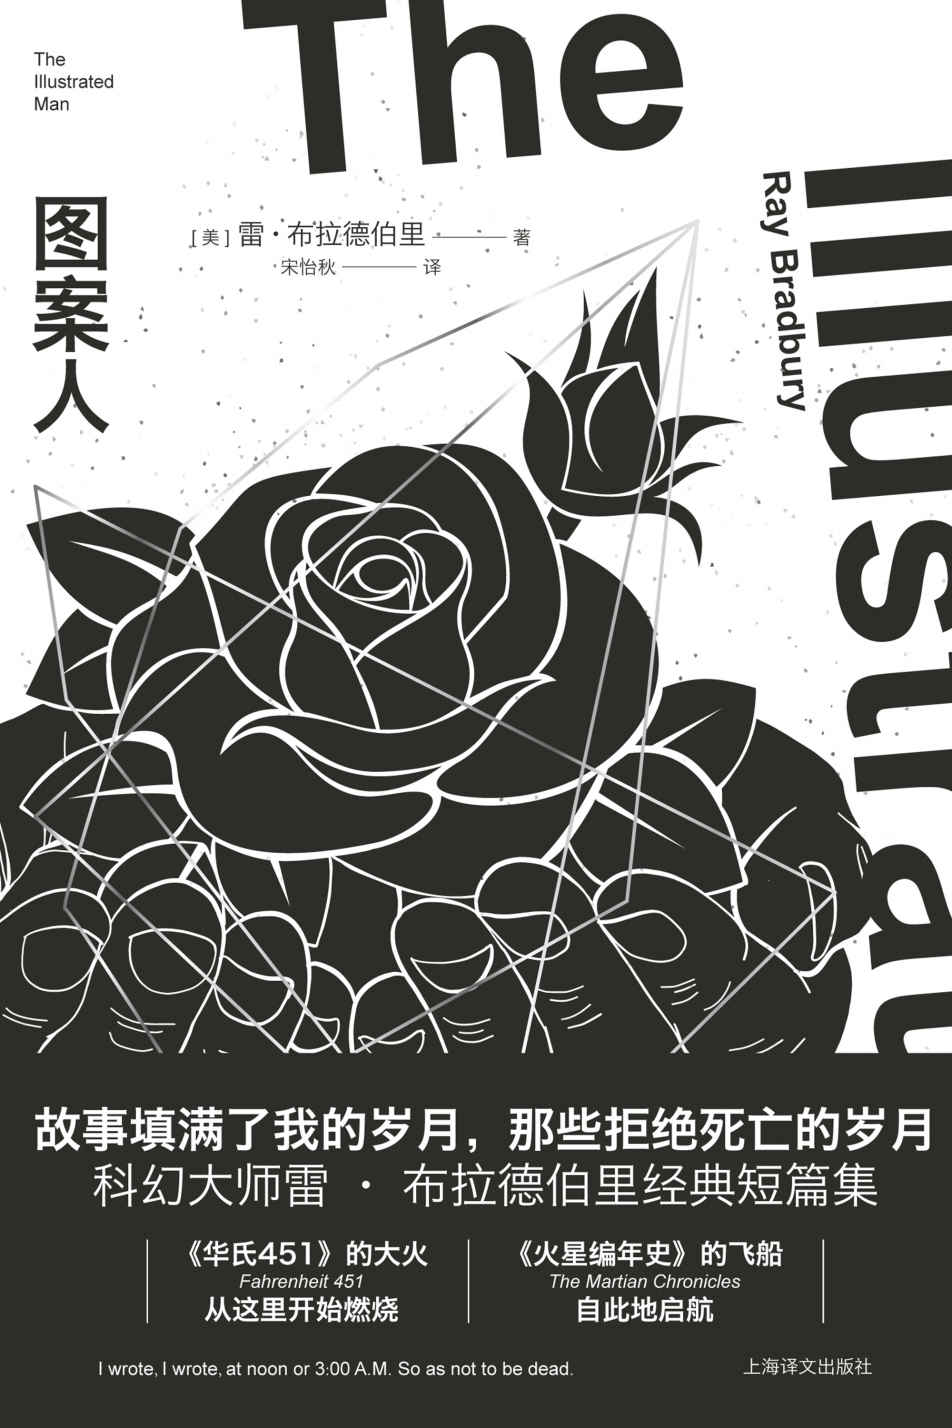 The
The
Illustrated
Man
图案人
[美]雷·布拉德伯里 著
宋怡秋 译
Ray Bradbury
Illustrat
故事填满了我的岁月，那些拒绝死亡的岁月
科幻大师雷 · 布拉德伯里经典短篇集
《华氏451》的大火
Fahrenheit 451
从这里开始燃烧
《火星编年史》的飞船
The Martian Chronicles
自此地启航
I wrote, I wrote, at noon or 3:00 A.M. So as not to be dead.
上海译文出版社